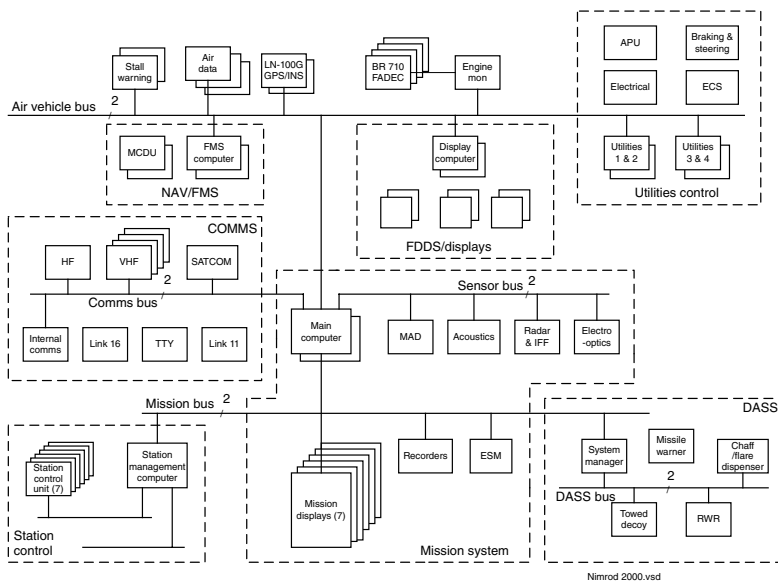 APU
Braking &
steering
Stall
warning
Air
data
LN-100G
GPS/INS
BR 710
FADEC
Engine
mon
Electrical
ECS
Air vehicle bus
2
MCDU
FMS
computer
NAV/FMS
Display
computer
FDDS/displays
Utilities
1 & 2
Utilities
3 & 4
Utilities control
COMMS
HF
VHF
SATCOM
2
Comms bus
Internal
comms
Link 16
TTY
Link 11
Main
computer
Sensor bus
2
MAD
Acoustics
Radar
& IFF
Electro
-optics
Mission bus
2
Station
control
unit (7)
Station
management
computer
Station
control
Mission
displays (7)
Recorders
ESM
Mission system
DASS
System
manager
Missile
warner
Chaff
/flare
dispenser
2
DASS bus
Towed
decoy
RWR
Nimrod 2000.vsd